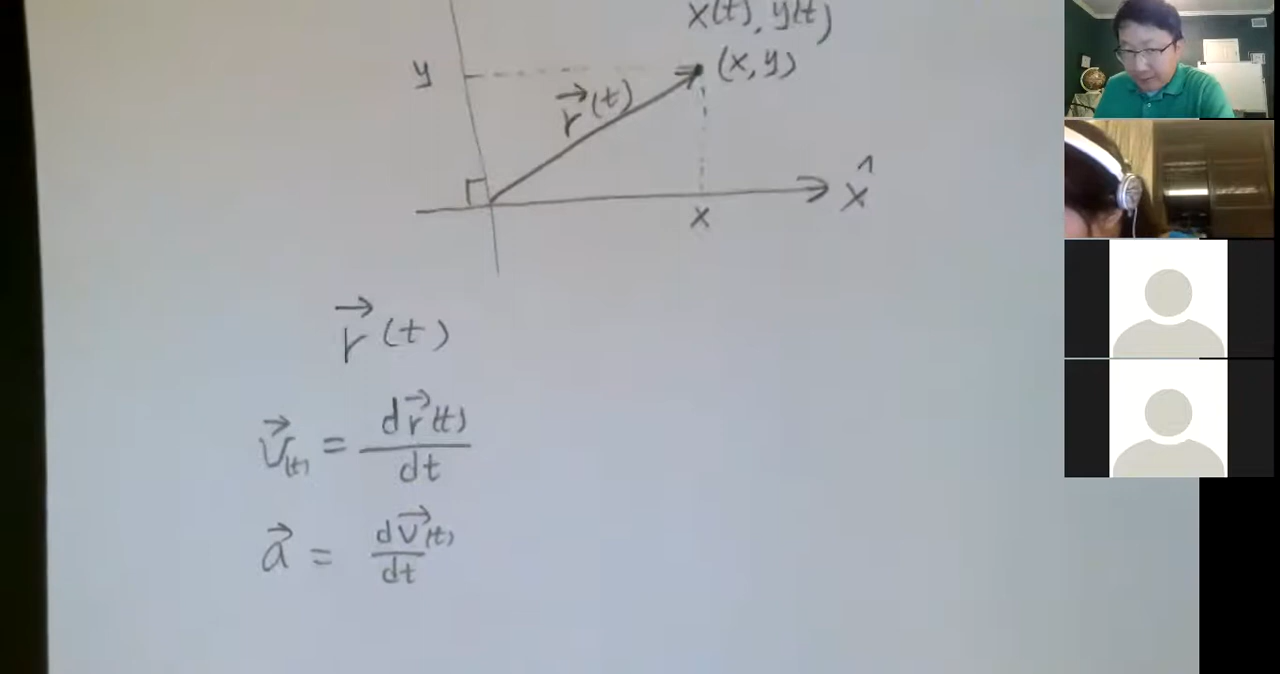 x(t), y(t)
y
(x, y)
r⃗(t)
x̂
x
r⃗(t)
v⃗(t) = dr⃗(t)/dt
a⃗ = dv⃗(t)/dt